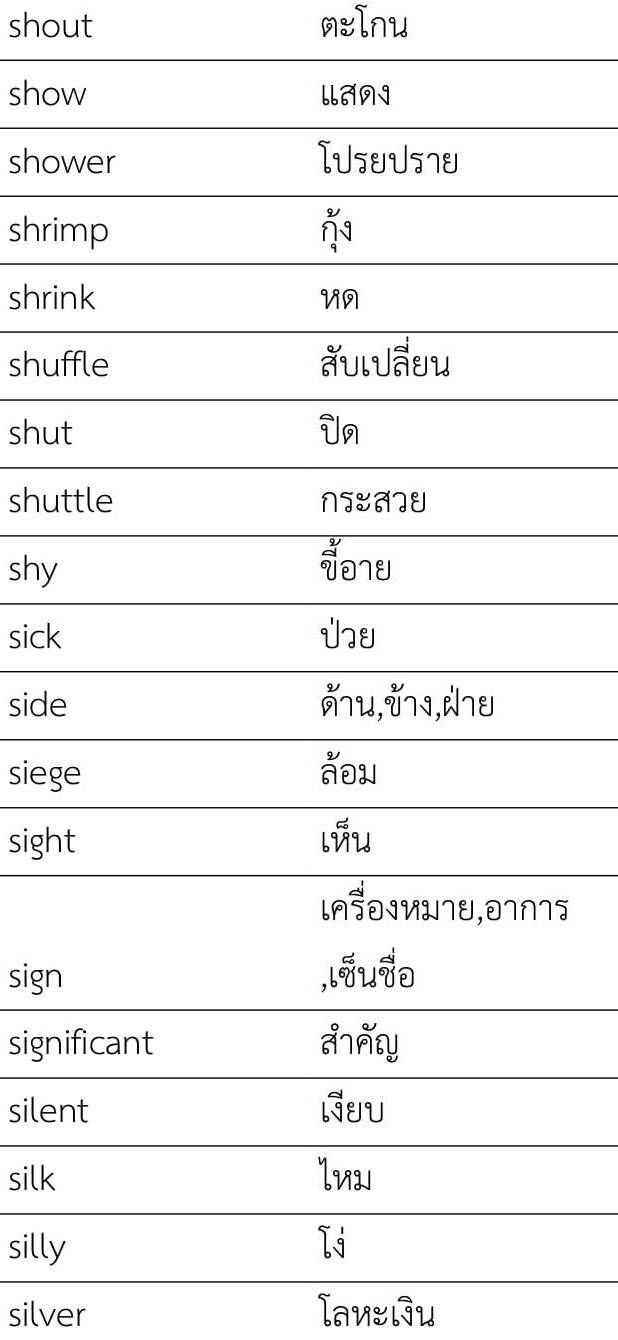 shout ตะโกน
show แสดง
shower โปรยปราย
shrimp กุ้ง
shrink หด
shuffle สับเปลี่ยน
shut ปิด
shuttle กระสวย
shy ขี้อาย
sick ป่วย
side ด้าน,ข้าง,ฝ่าย
siege ล้อม
sight เห็น
เครื่องหมาย,อาการ
sign ,เซ็นชื่อ
significant สำคัญ
silent เงียบ
silk ไหม
silly โง่
silver โลหะเงิน